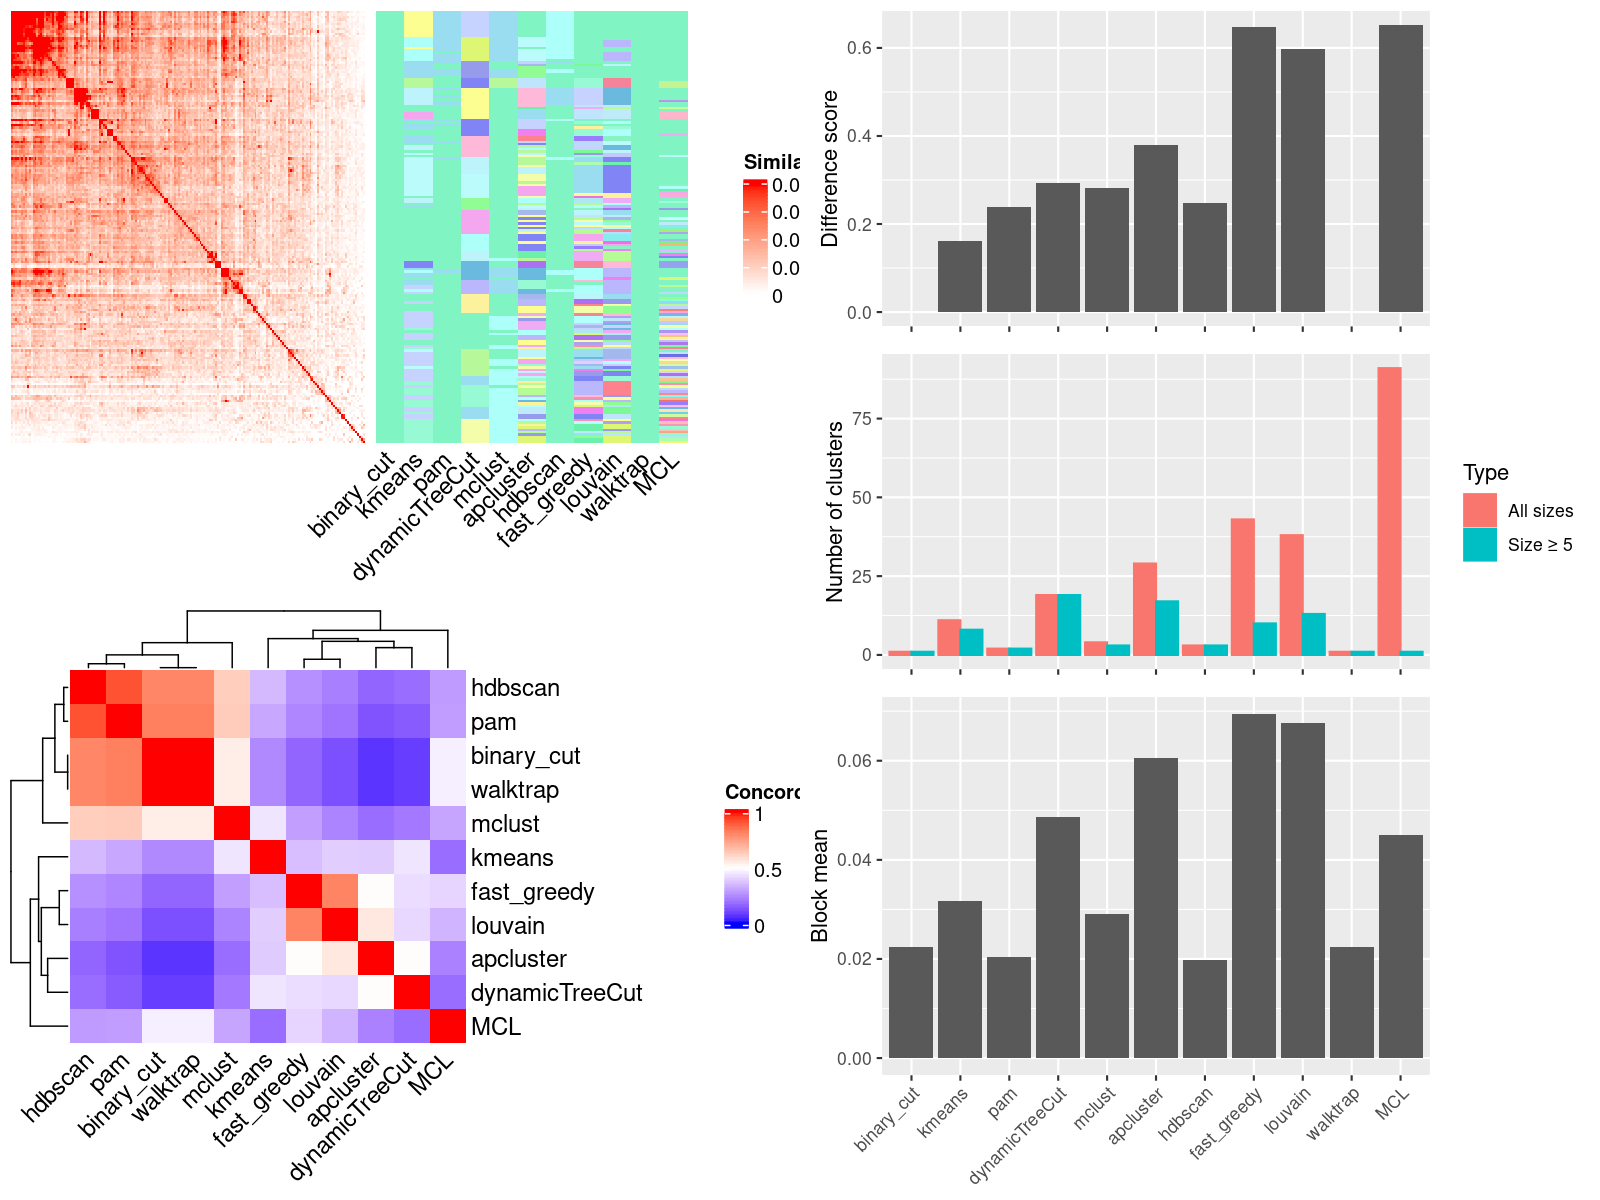 binary_cut
kmeans
pam
dynamicTreeCut
mclust
apcluster
hdbscan
fast_greedy
louvain
walktrap
MCL
Simila
0.0
0.0
0.0
0.0
0
hdbscan
pam
binary_cut
walktrap
mclust
kmeans
fast_greedy
louvain
apcluster
dynamicTreeCut
MCL
hdbscan
pam
binary_cut
walktrap
mclust
kmeans
fast_greedy
louvain
apcluster
dynamicTreeCut
MCL
Concord
1
0.5
0
Difference score
0.6
0.4
0.2
0.0
Number of clusters
75
50
25
0
Type
All sizes
Size ≥ 5
Block mean
0.06
0.04
0.02
0.00
binary_cut
kmeans
pam
dynamicTreeCut
mclust
apcluster
hdbscan
fast_greedy
louvain
walktrap
MCL